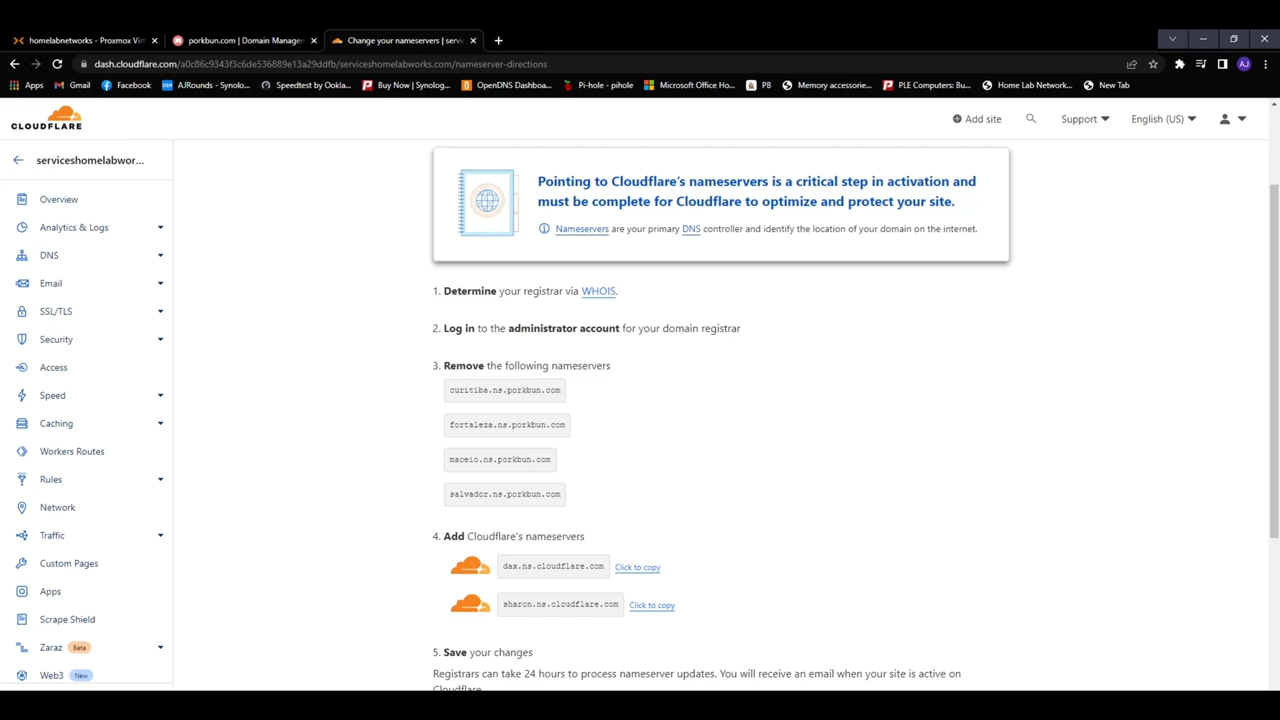 homelabnetworks - Proxmox Virt
porkbun.com | Domain Manage
Change your nameservers | servi
AJ
dash.cloudflare.com/a0c86c9343f3c6de536889e13a29ddfb/serviceshomelabworks.com/nameserver-directions
Apps
Gmail
Facebook
DSM
AJRounds - Synolo...
Speedtest by Ookla...
Buy Now | Synolog...
OpenDNS Dashboa...
Pi-hole - pihole
Microsoft Office Ho...
PB
Memory accessorie...
PLE Computers: Bu...
Home Lab Network...
New Tab
CLOUDFLARE
Add site
Support
English (US)
serviceshomelabwor...
Overview
Analytics & Logs
DNS
Email
SSL/TLS
Security
Access
Speed
Caching
Workers Routes
Rules
Network
Traffic
Custom Pages
Apps
Scrape Shield
Zaraz Beta
Web3 New
Pointing to Cloudflare's nameservers is a critical step in activation and
must be complete for Cloudflare to optimize and protect your site.
Nameservers are your primary DNS controller and identify the location of your domain on the internet.
1. Determine your registrar via WHOIS.
2. Log in to the administrator account for your domain registrar
3. Remove the following nameservers
curitiba.ns.porkbun.com
fortaleza.ns.porkbun.com
maceio.ns.porkbun.com
salvador.ns.porkbun.com
4. Add Cloudflare's nameservers
dax.ns.cloudflare.com Click to copy
sharon.ns.cloudflare.com Click to copy
5. Save your changes
Registrars can take 24 hours to process nameserver updates. You will receive an email when your site is active on
Cloudflare.